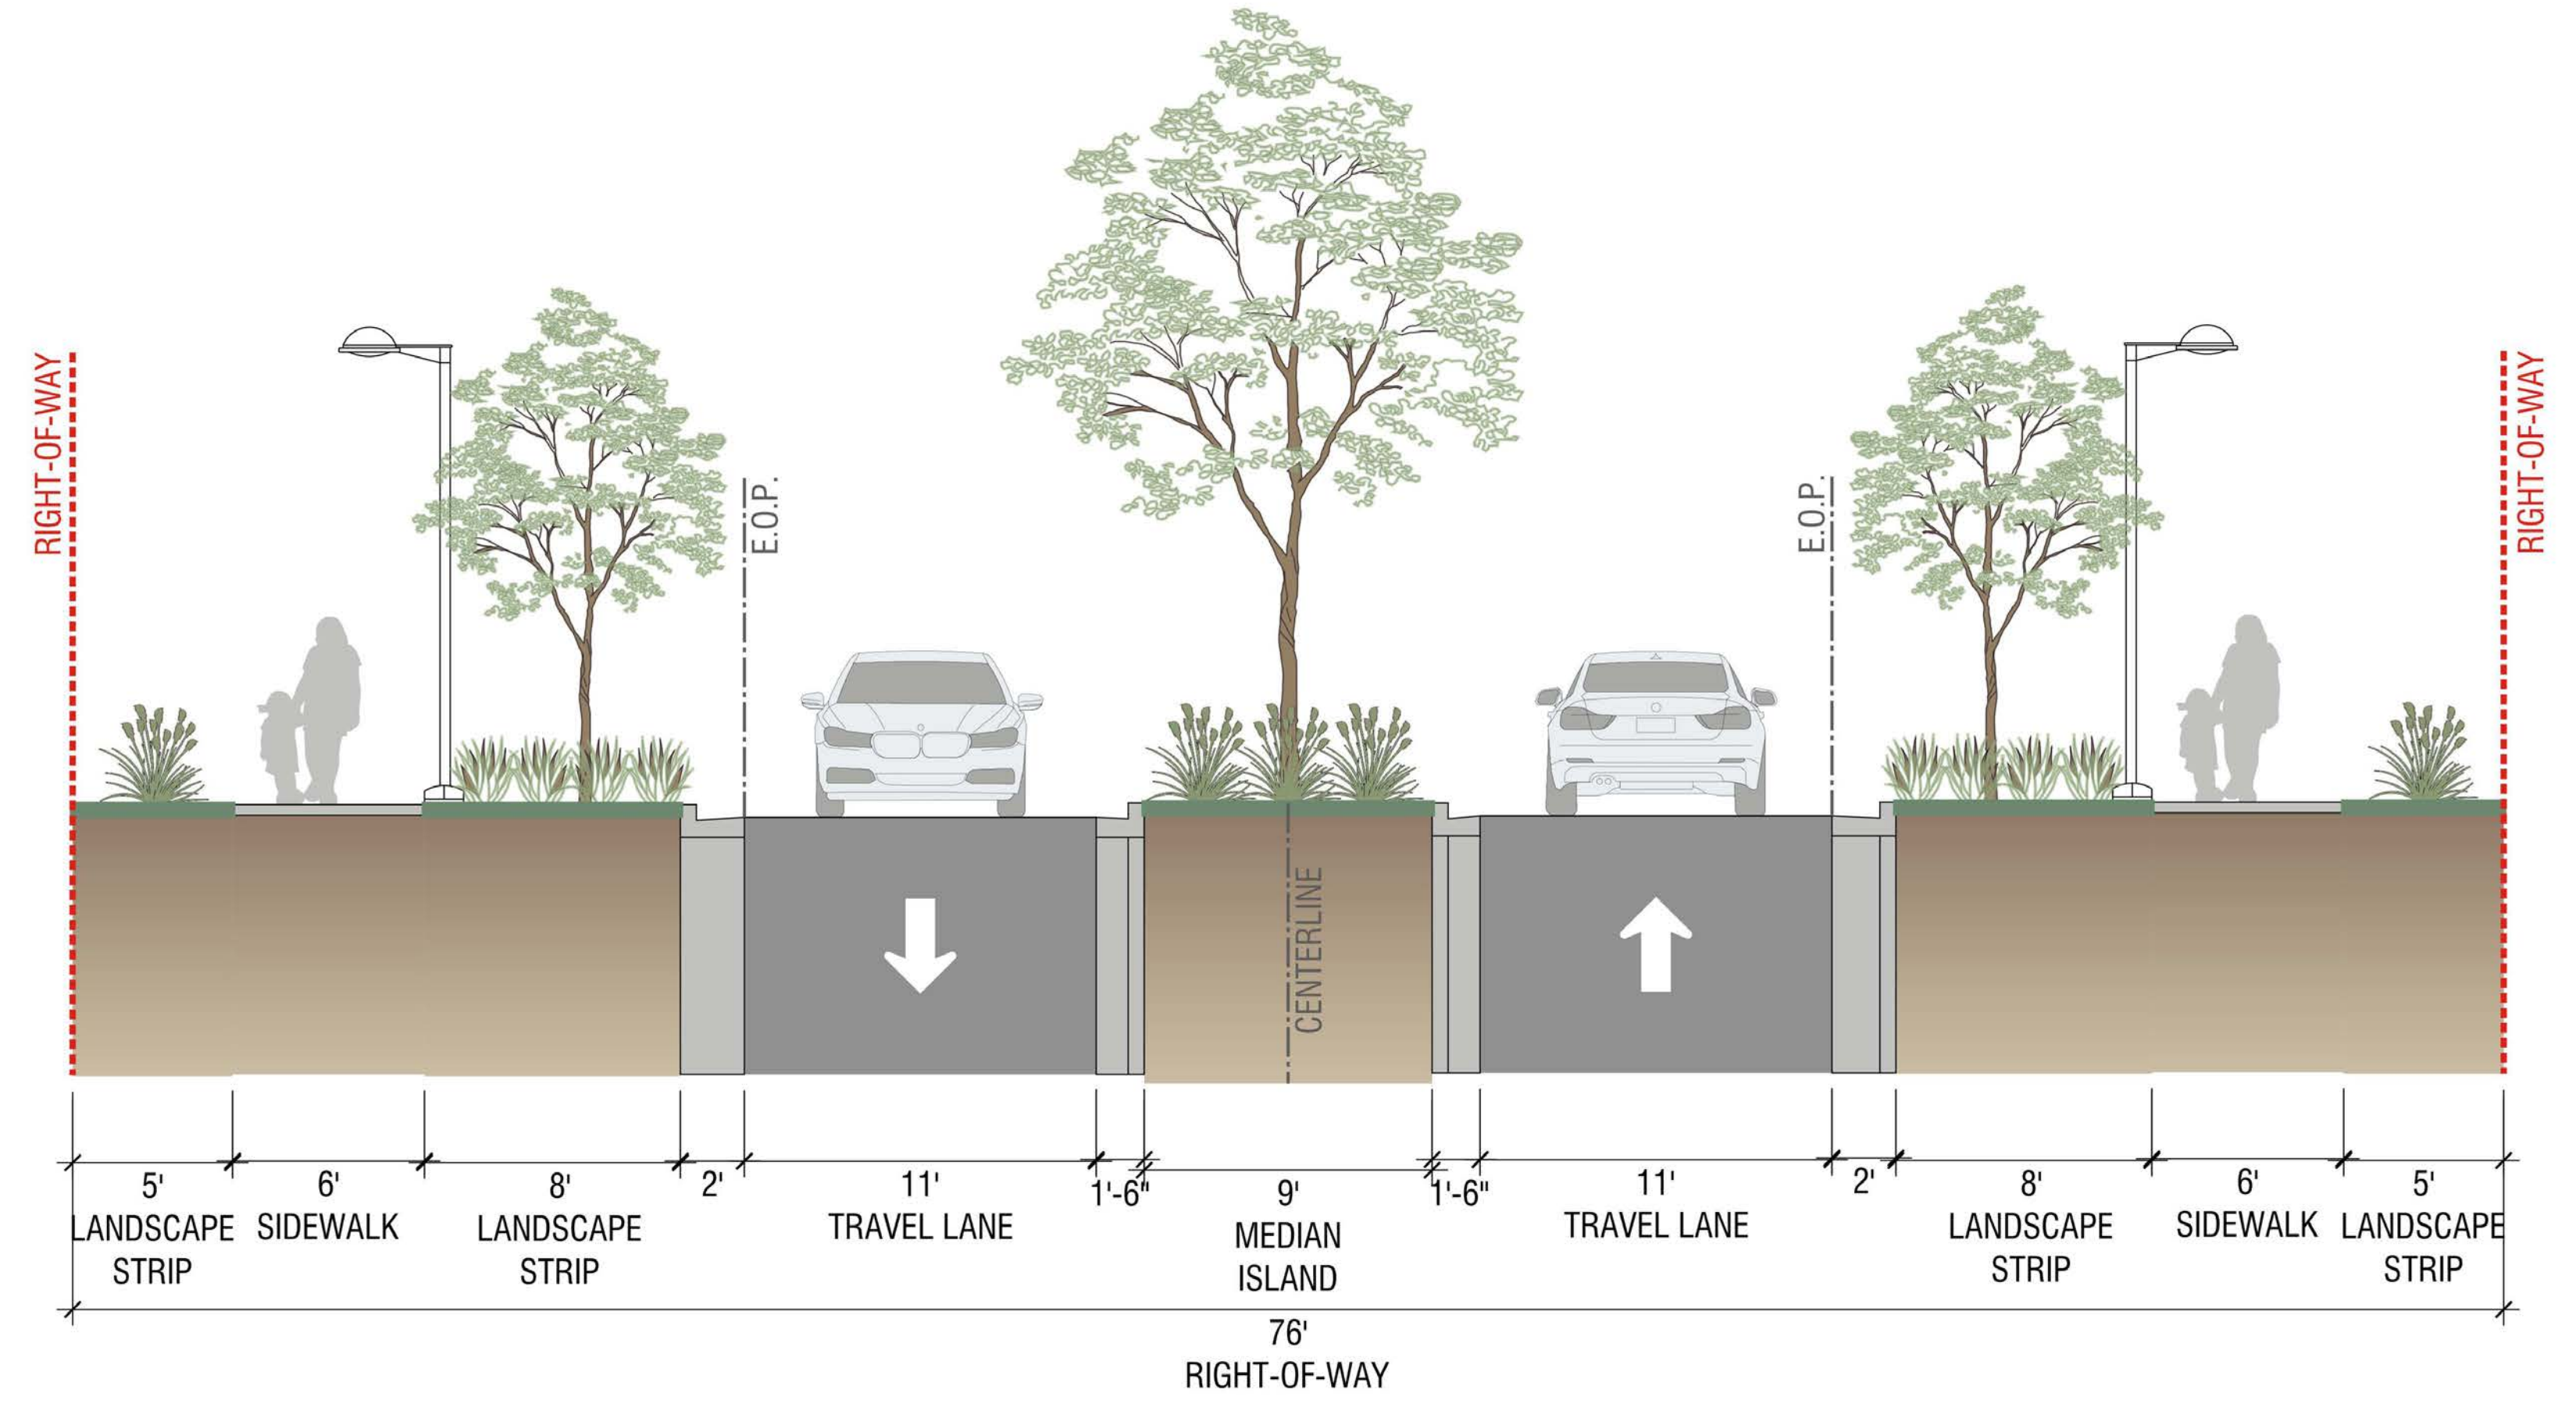 RIGHT-OF-WAY
E.O.P.
E.O.P.
RIGHT-OF-WAY
CENTERLINE
5'
LANDSCAPE
STRIP
6'
SIDEWALK
8'
LANDSCAPE
STRIP
2'
11'
TRAVEL LANE
1'-6"
9'
MEDIAN
ISLAND
1'-6"
11'
TRAVEL LANE
2'
8'
LANDSCAPE
STRIP
6'
SIDEWALK
5'
LANDSCAPE
STRIP
76'
RIGHT-OF-WAY